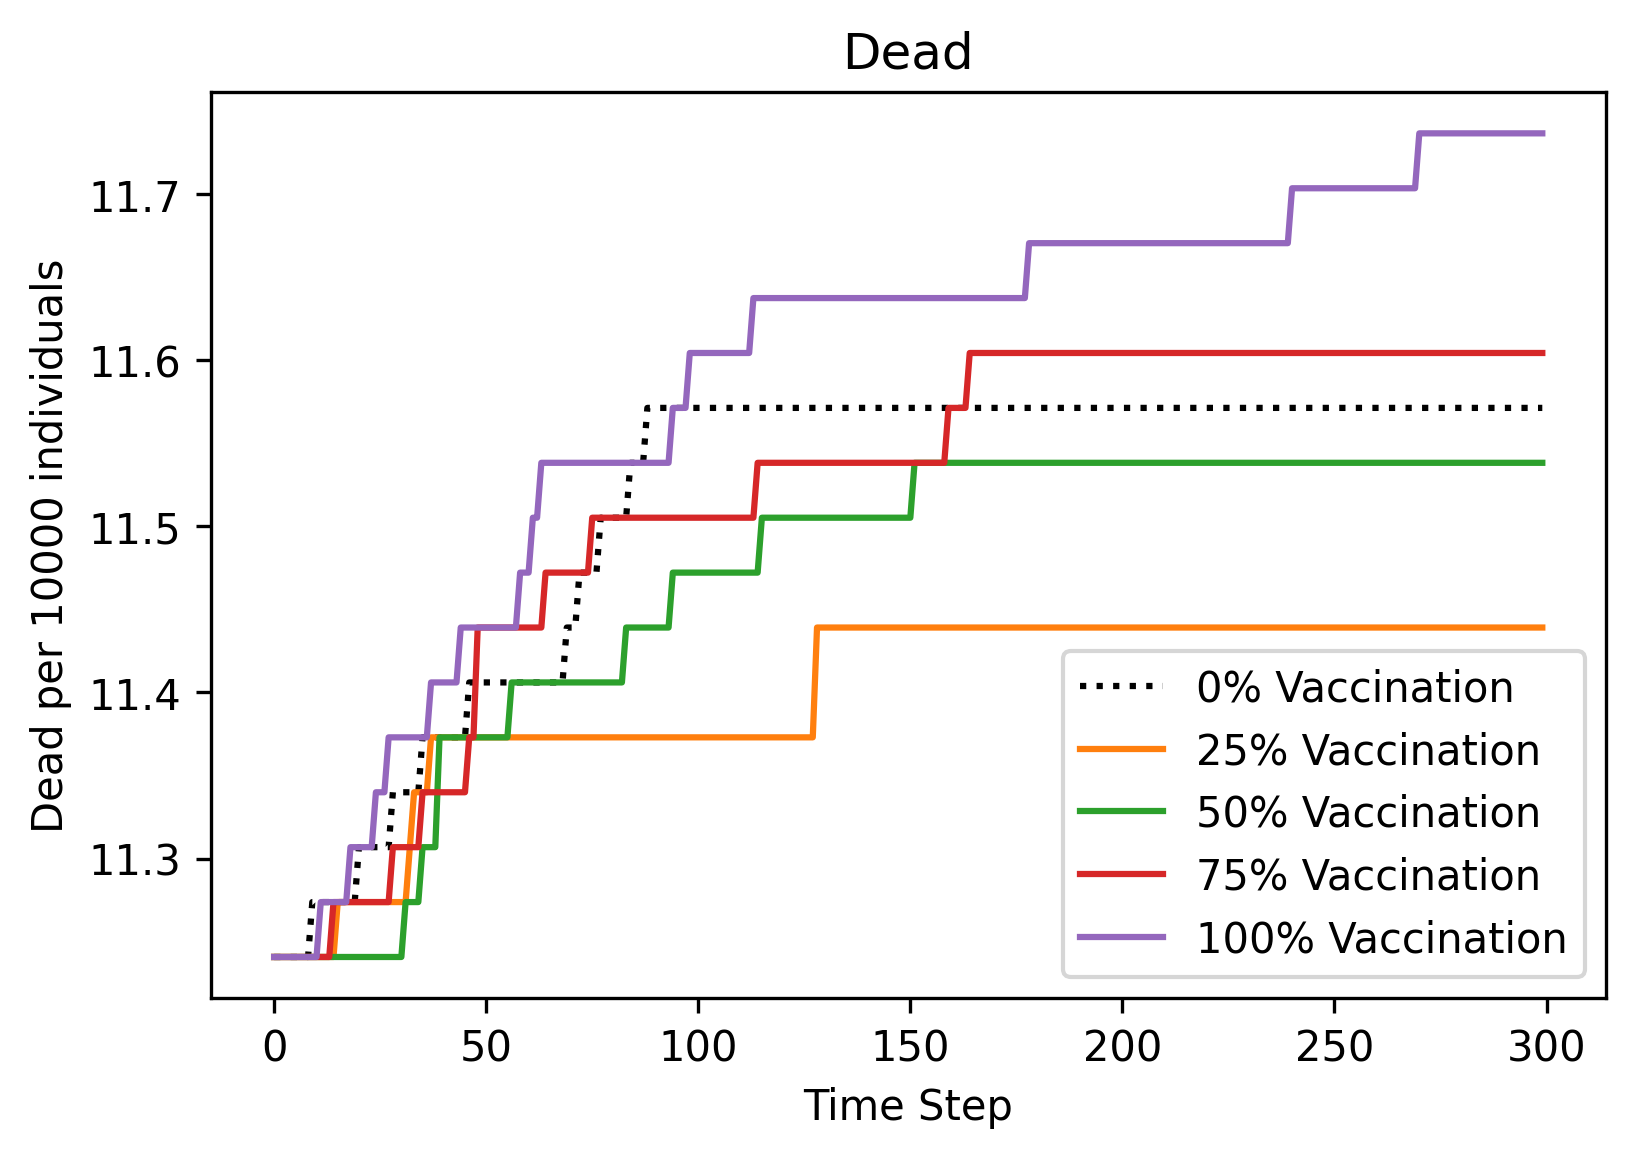 Dead
Dead per 10000 individuals
11.7
11.6
11.5
11.4
11.3
0% Vaccination
25% Vaccination
50% Vaccination
75% Vaccination
100% Vaccination
0 50 100 150 200 250 300
Time Step